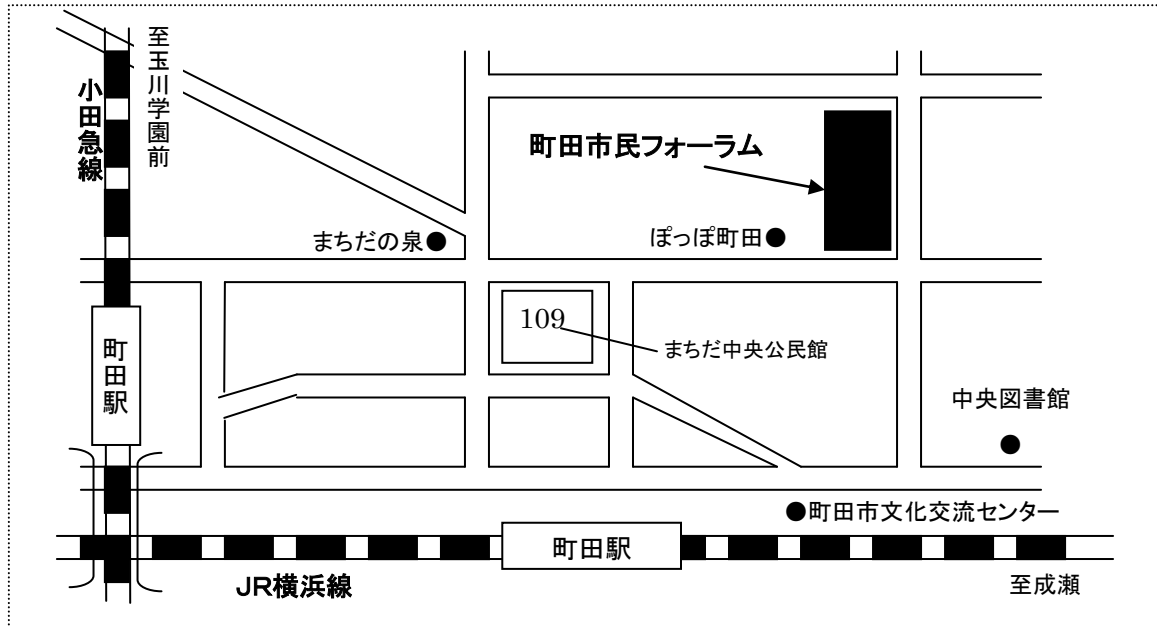 至玉川学園前
小田急線
町田市民フォーラム
まちだの泉●
ぽっぽ町田●
109
まちだ中央公民館
町田駅
中央図書館
●
●町田市文化交流センター
町田駅
JR横浜線
至成瀬